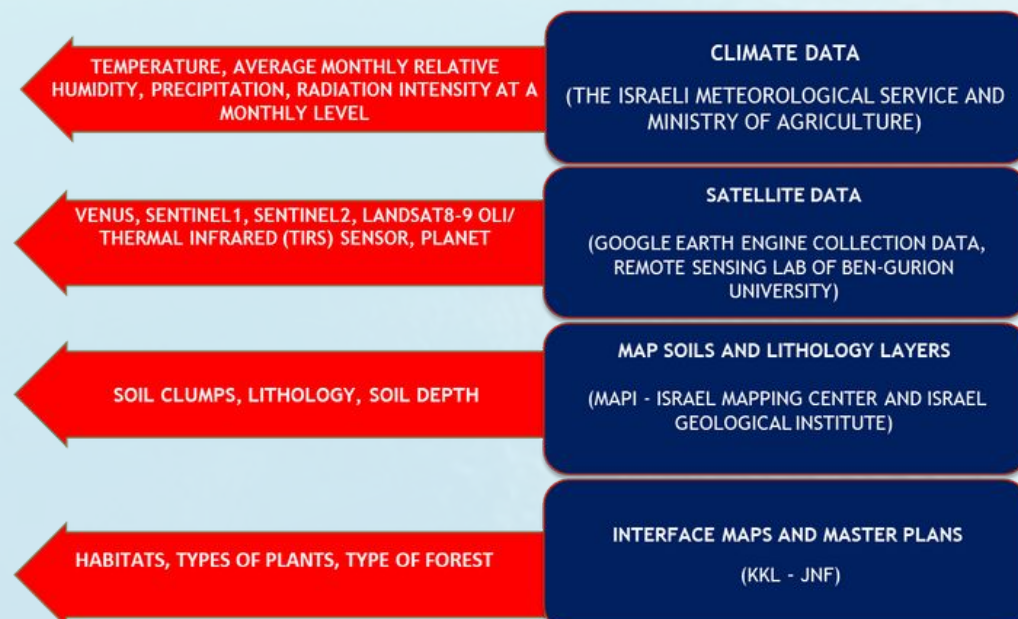 TEMPERATURE, AVERAGE MONTHLY RELATIVE
HUMIDITY, PRECIPITATION, RADIATION INTENSITY AT A
MONTHLY LEVEL
CLIMATE DATA
(THE ISRAELI METEOROLOGICAL SERVICE AND
MINISTRY OF AGRICULTURE)
VENUS, SENTINEL1, SENTINEL2, LANDSAT8-9 OLI/
THERMAL INFRARED (TIRS) SENSOR, PLANET
SATELLITE DATA
(GOOGLE EARTH ENGINE COLLECTION DATA,
REMOTE SENSING LAB OF BEN-GURION
UNIVERSITY)
SOIL CLUMPS, LITHOLOGY, SOIL DEPTH
MAP SOILS AND LITHOLOGY LAYERS
(MAPI - ISRAEL MAPPING CENTER AND ISRAEL
GEOLOGICAL INSTITUTE)
HABITATS, TYPES OF PLANTS, TYPE OF FOREST
INTERFACE MAPS AND MASTER PLANS
(KKL - JNF)